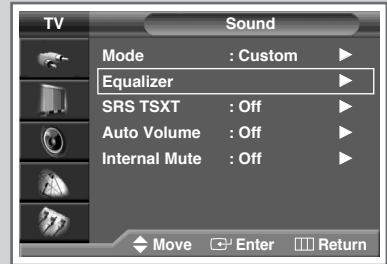 TV Sound
Mode : Custom
Equalizer
SRS TSXT : Off
Auto Volume : Off
Internal Mute : Off
Move Enter Return